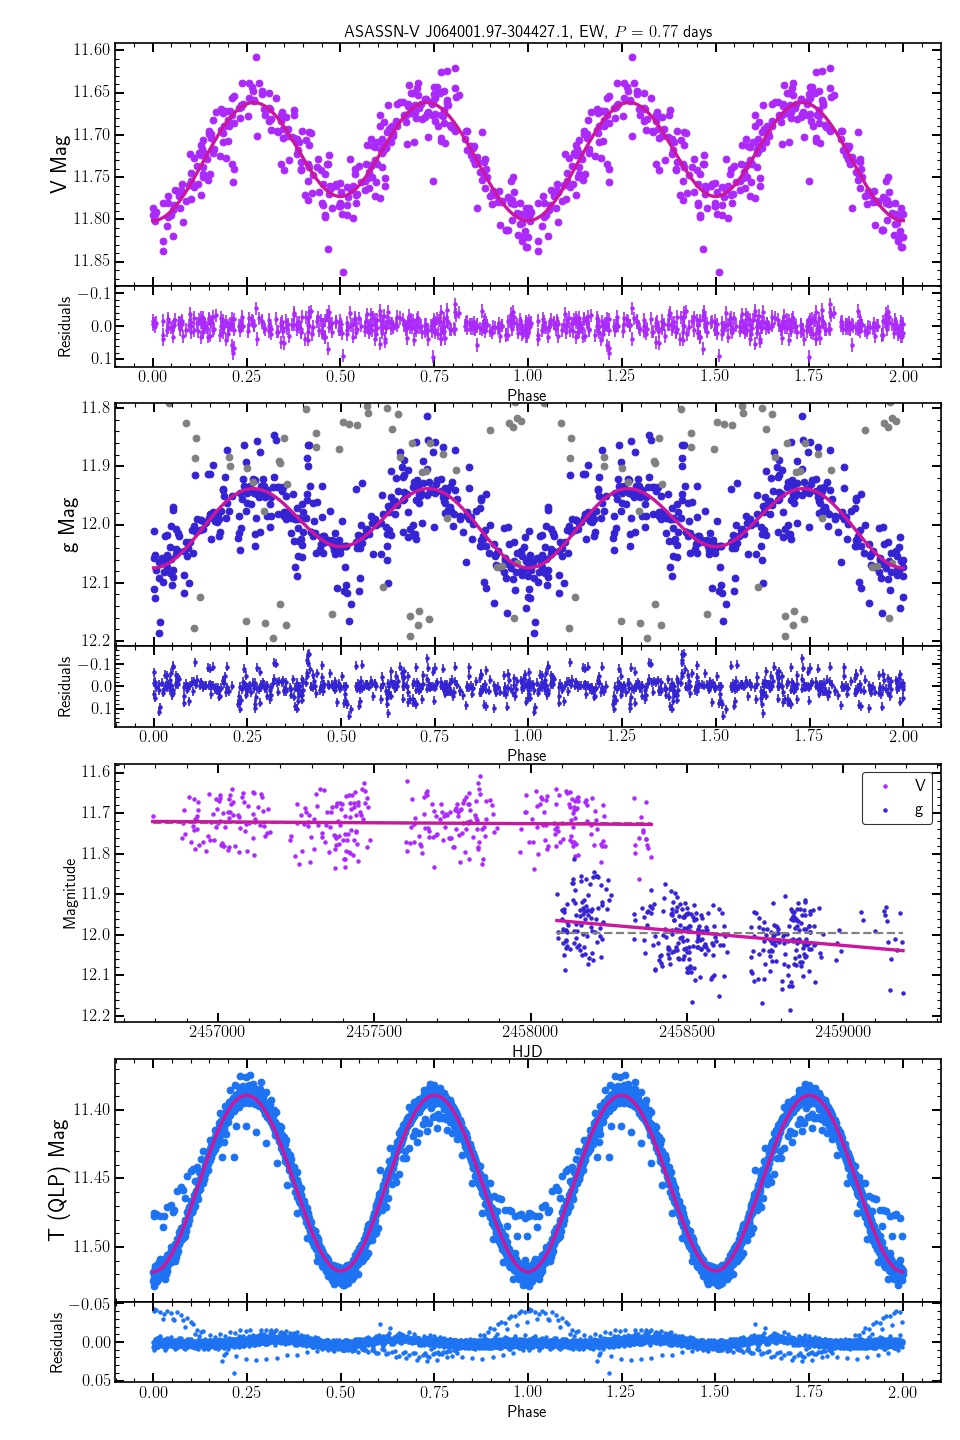 ASASSN-V J064001.97-304427.1, EW, P = 0.77 days
11.60
11.65
11.70
11.75
11.80
11.85
V Mag
−0.1
0.0
0.1
Residuals
0.00 0.25 0.50 0.75 1.00 1.25 1.50 1.75 2.00
Phase
11.8
11.9
12.0
12.1
12.2
g Mag
−0.1
0.0
0.1
Residuals
0.00 0.25 0.50 0.75 1.00 1.25 1.50 1.75 2.00
Phase
11.6
11.7
11.8
11.9
12.0
12.1
12.2
Magnitude
V
g
2457000 2457500 2458000 2458500 2459000
HJD
11.40
11.45
11.50
T (QLP) Mag
−0.05
0.00
0.05
Residuals
0.00 0.25 0.50 0.75 1.00 1.25 1.50 1.75 2.00
Phase